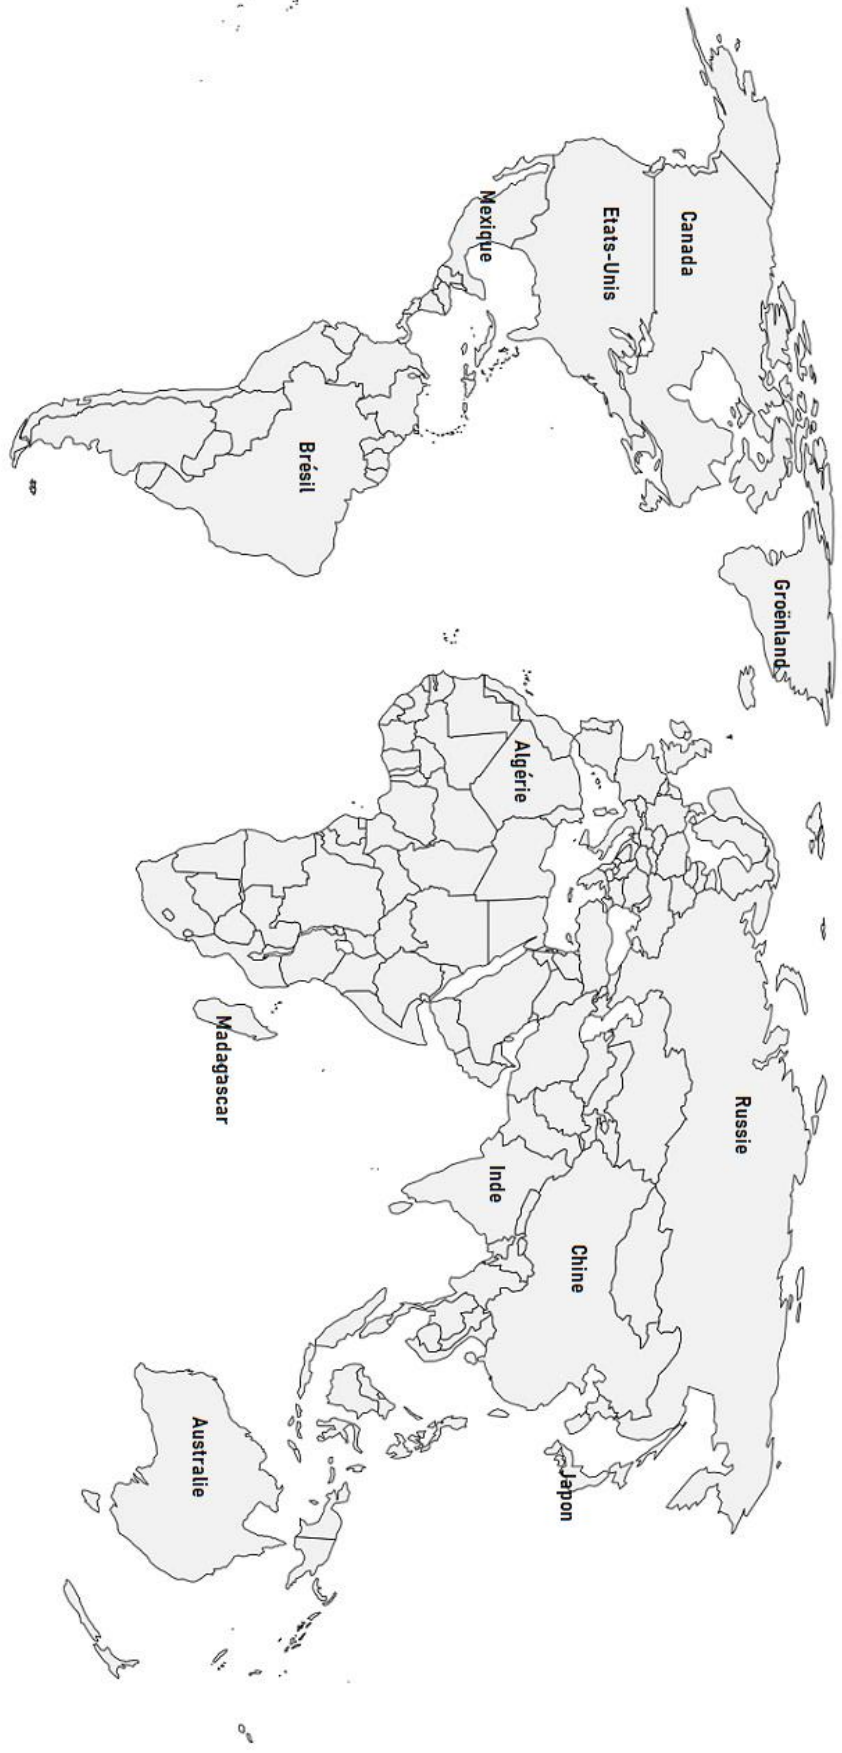 Groënland
Canada
Russie
Etats-Unis
Chine
Japon
Algérie
Mexique
Inde
Brésil
Madagascar
Australie